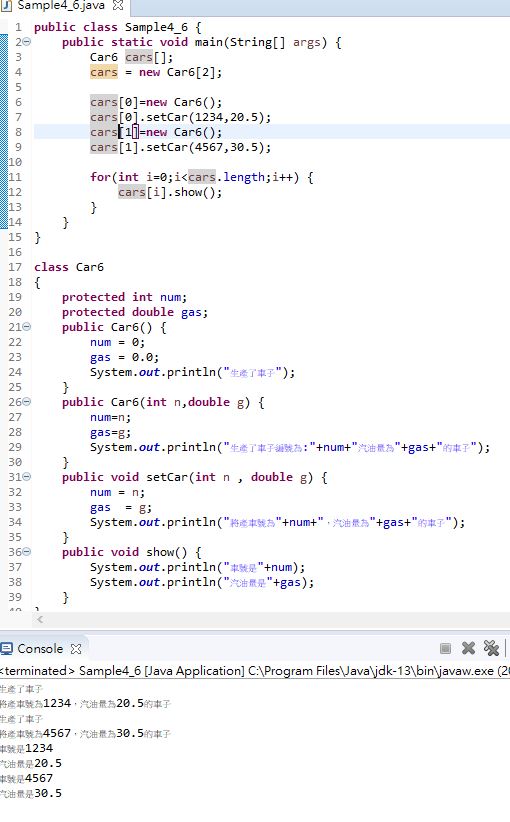 Sample4_6.java
1 public class Sample4_6 {
2 public static void main(String[] args) {
3 Car6 cars[];
4 cars = new Car6[2];
5
6 cars[0]=new Car6();
7 cars[0].setCar(1234,20.5);
8 cars[1]=new Car6();
9 cars[1].setCar(4567,30.5);
10
11 for(int i=0;i<cars.length;i++) {
12 cars[i].show();
13 }
14 }
15 }
16
17 class Car6
18 {
19 protected int num;
20 protected double gas;
21 public Car6() {
22 num = 0;
23 gas = 0.0;
24 System.out.println("生產了車子");
25 }
26 public Car6(int n,double g) {
27 num=n;
28 gas=g;
29 System.out.println("生產了車子編號為:"+num+"汽油量為"+gas+"的車子");
30 }
31 public void setCar(int n , double g) {
32 num = n;
33 gas = g;
34 System.out.println("將產車號為"+num+"，汽油量為"+gas+"的車子");
35 }
36 public void show() {
37 System.out.println("車號是"+num);
38 System.out.println("汽油量是"+gas);
39 }
Console
<terminated> Sample4_6 [Java Application] C:\Program Files\Java\jdk-13\bin\javaw.exe (20
生產了車子
將產車號為1234，汽油量為20.5的車子
生產了車子
將產車號為4567，汽油量為30.5的車子
車號是1234
汽油量是20.5
車號是4567
汽油量是30.5